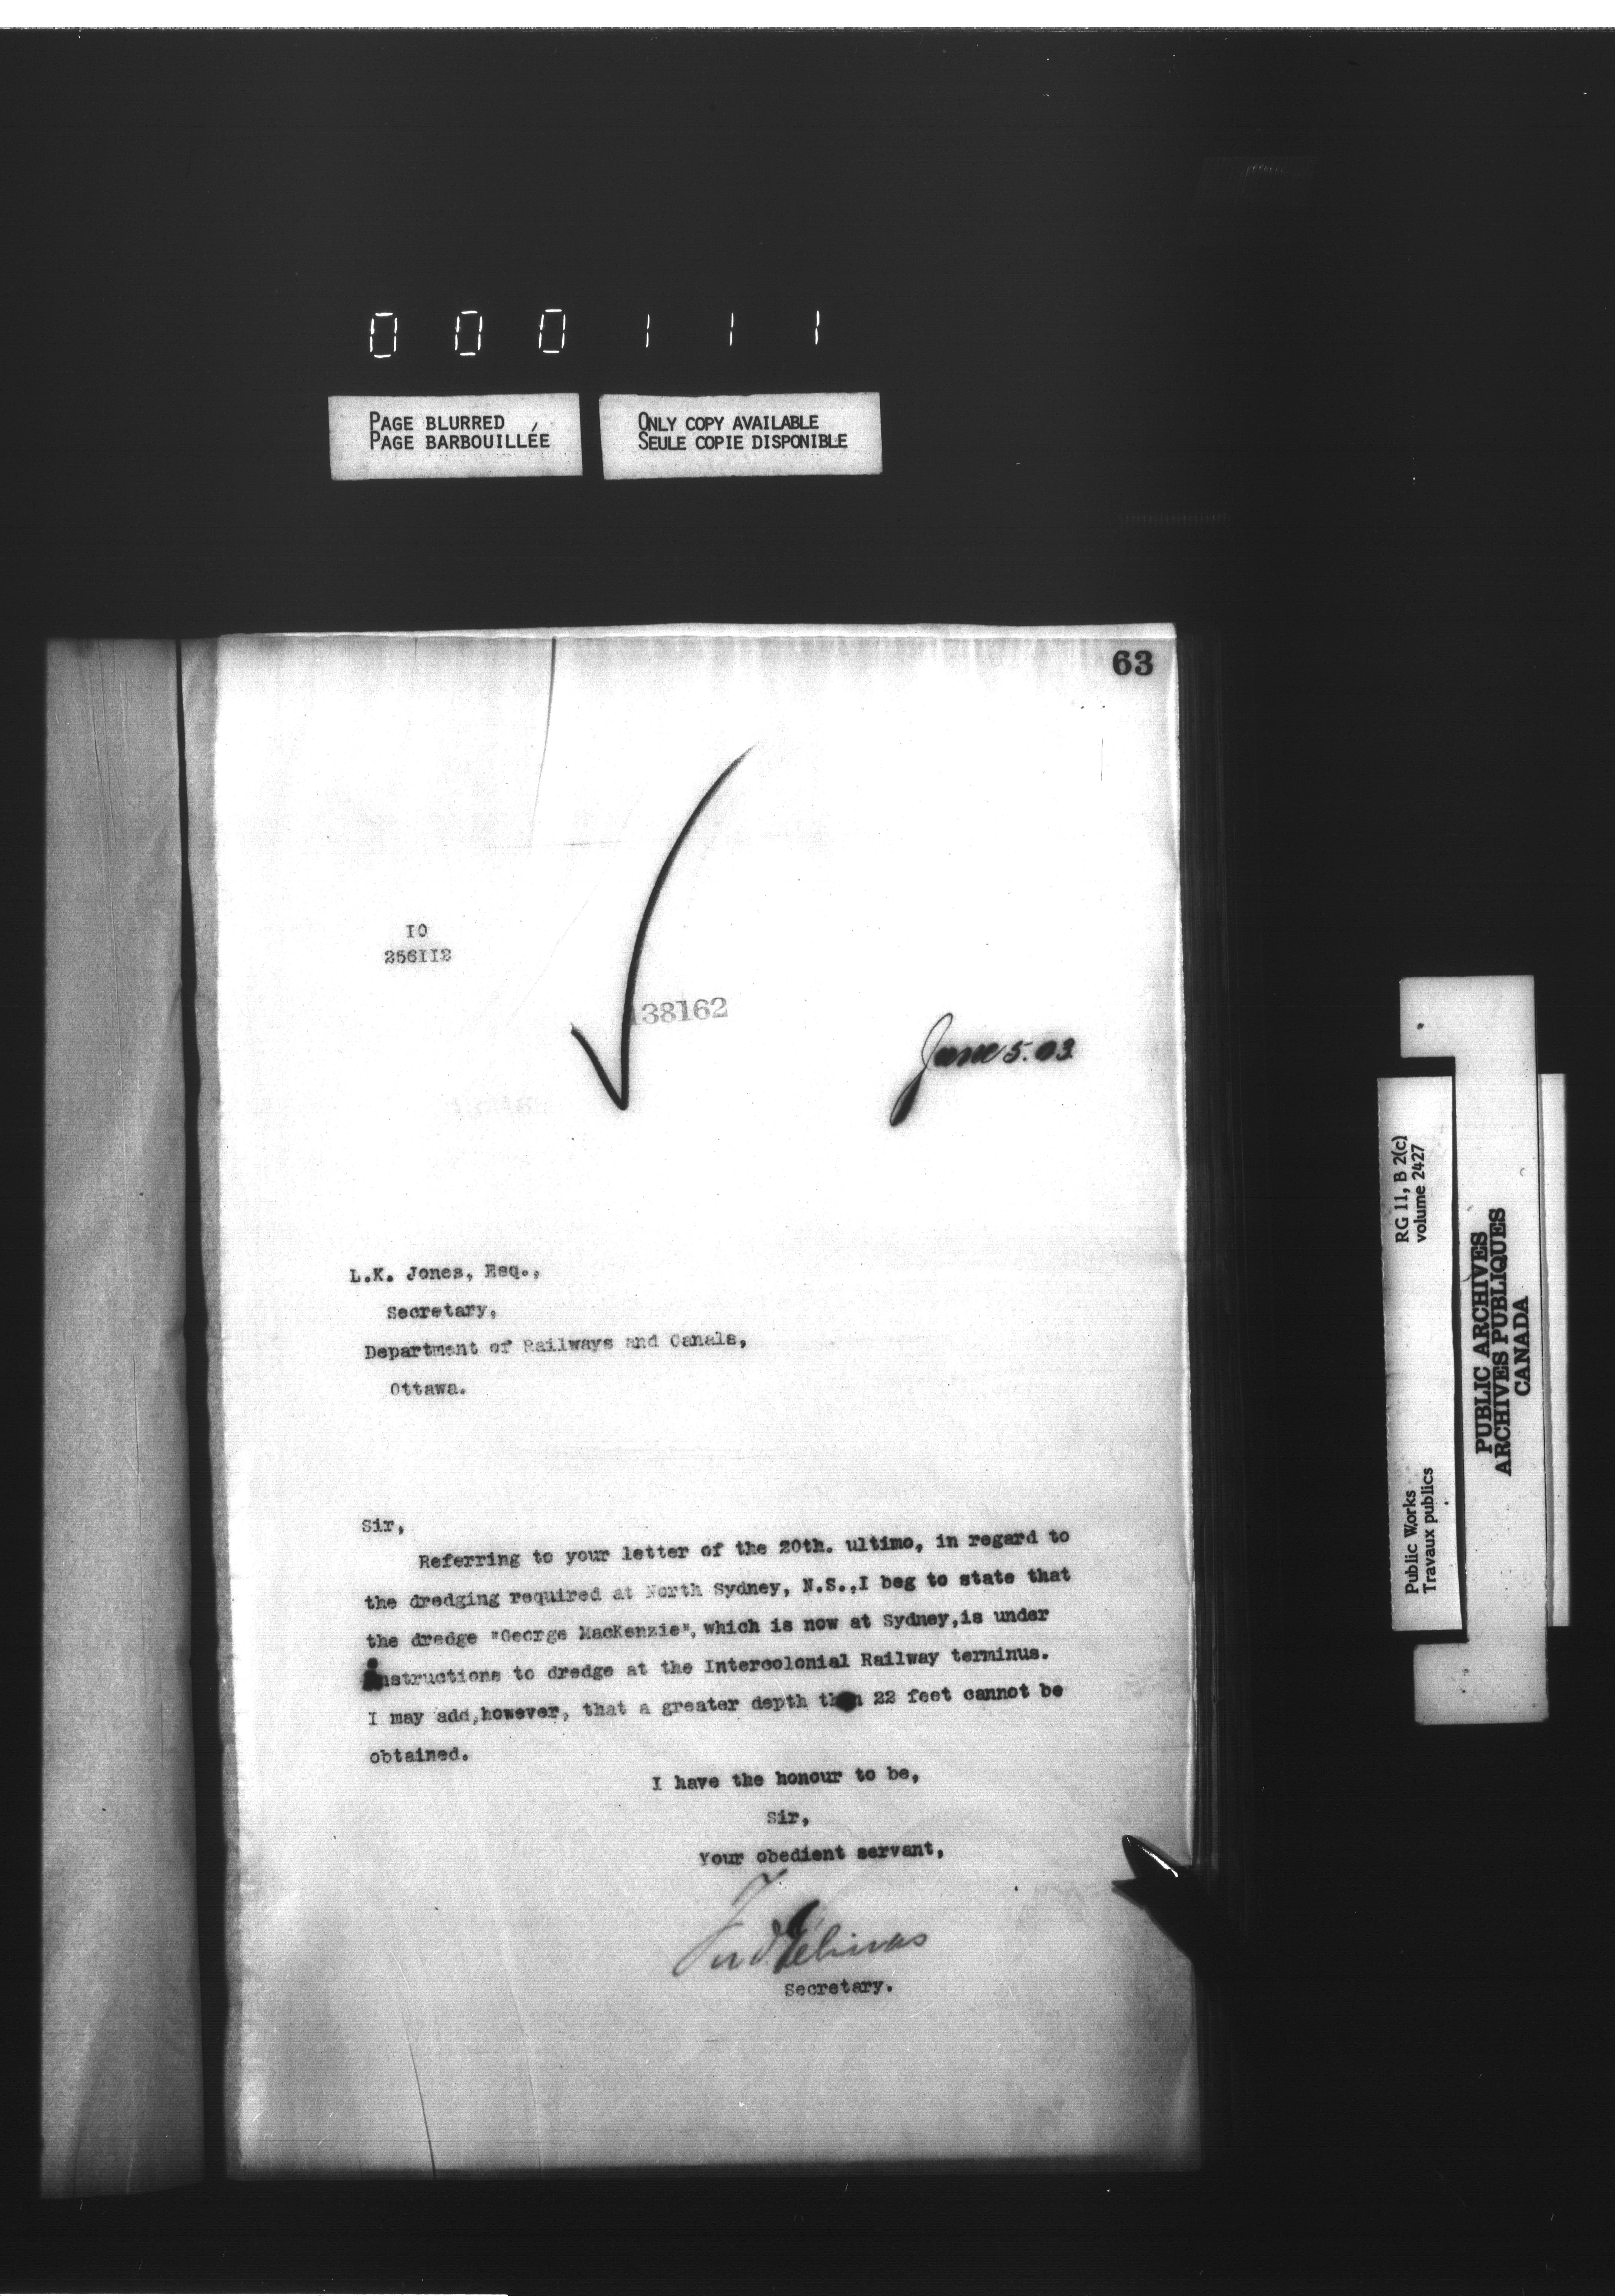 000111
PAGE BLURRED
PAGE BARBOUILLÉE
ONLY COPY AVAILABLE
SEULE COPIE DISPONIBLE
63
IO
256II2
138162
June 5. 03.
L.K. Jones, Esq.,
Secretary,
Department of Railways and Canals,
Ottawa.
Sir,
Referring to your letter of the 20th. ultimo, in regard to
the dredging required at North Sydney, N.S., I beg to state that
the dredge "George MacKenzie", which is now at Sydney, is under
instructions to dredge at the Intercolonial Railway terminus.
I may add, however, that a greater depth than 22 feet cannot be
obtained.
I have the honour to be,
Sir,
Your obedient servant,
Secretary.
RG 11, B 2(c)
volume 2427
Public Works
Travaux publics
PUBLIC ARCHIVES
ARCHIVES PUBLIQUES
CANADA